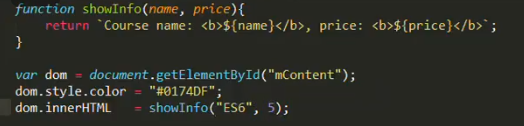 function showInfo(name, price){
    return `Course name: <b>${name}</b>, price: <b>${price}</b>`;
}

var dom = document.getElementById("mContent");
dom.style.color = "#0174DF";
dom.innerHTML   = showInfo("ES6", 5);